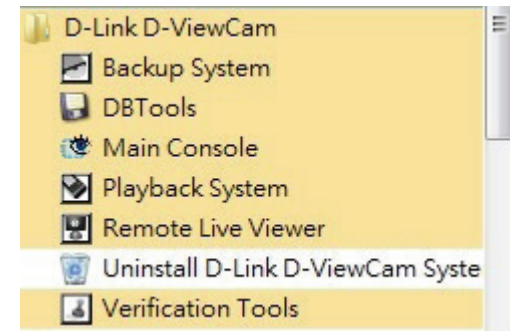 D-Link D-ViewCam
Backup System
DBTools
Main Console
Playback System
Remote Live Viewer
Uninstall D-Link D-ViewCam Syste
Verification Tools